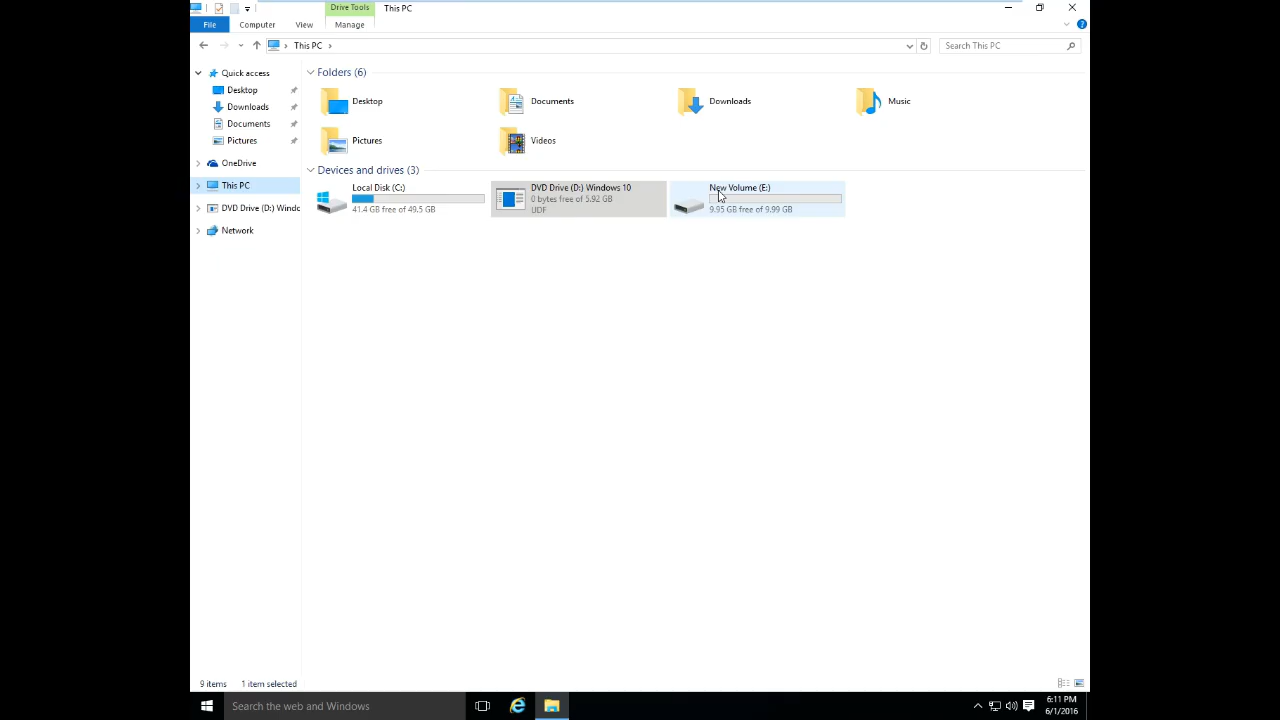 Drive Tools
This PC
File
Computer
View
Manage
This PC
Search This PC
Quick access
Desktop
Downloads
Documents
Pictures
OneDrive
This PC
DVD Drive (D:) Windo
Network
Folders (6)
Desktop
Documents
Downloads
Music
Pictures
Videos
Devices and drives (3)
Local Disk (C:)
41.4 GB free of 49.5 GB
DVD Drive (D:) Windows 10
0 bytes free of 5.92 GB
UDF
New Volume (E:)
9.95 GB free of 9.99 GB
9 items
1 item selected
Search the web and Windows
6:11 PM
6/1/2016